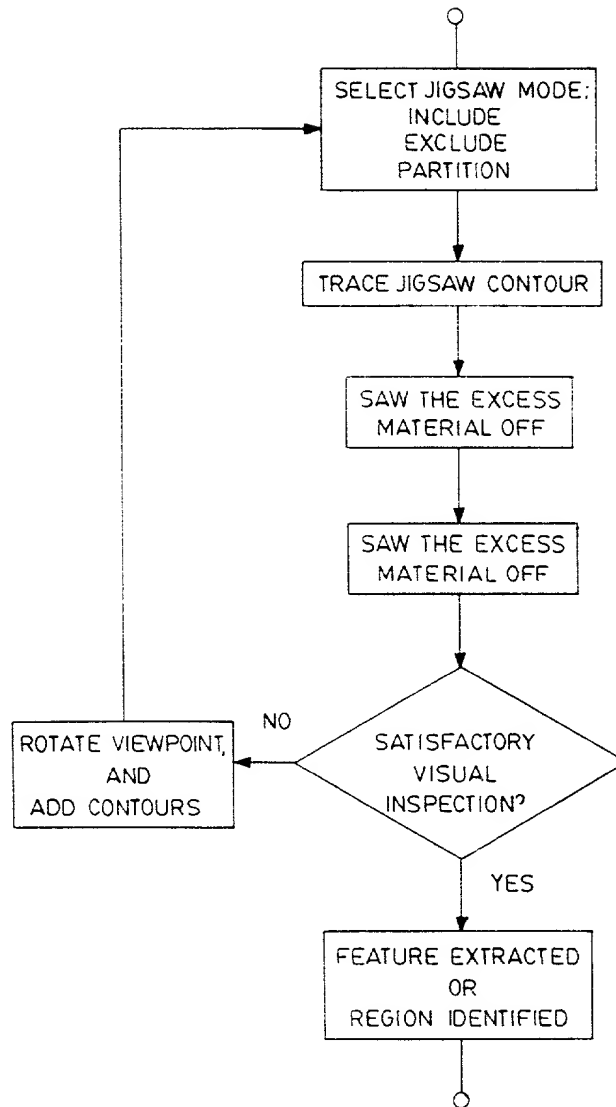 SELECT JIGSAW MODE:
INCLUDE
EXCLUDE
PARTITION
TRACE JIGSAW CONTOUR
SAW THE EXCESS
MATERIAL OFF
SAW THE EXCESS
MATERIAL OFF
SATISFACTORY
VISUAL
INSPECTION?
NO
ROTATE VIEWPOINT,
AND
ADD CONTOURS
YES
FEATURE EXTRACTED
OR
REGION IDENTIFIED